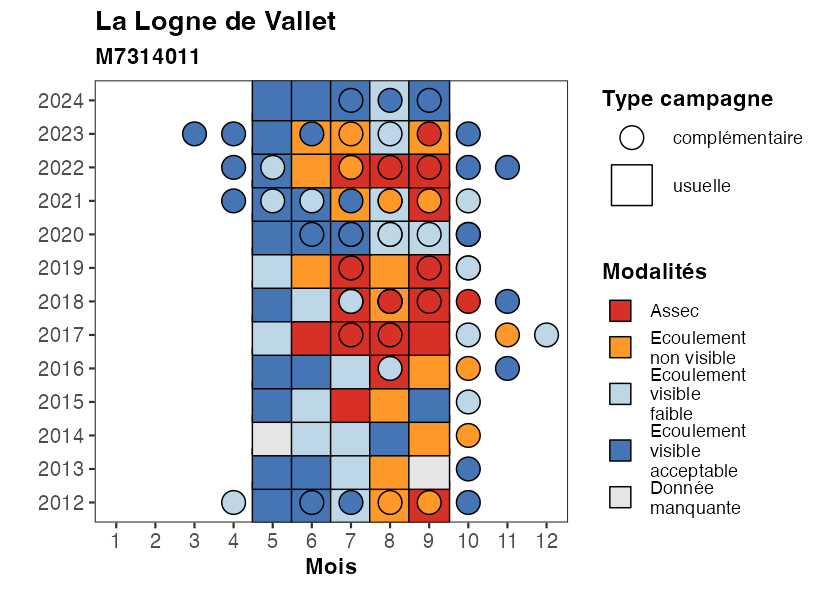 La Logne de Vallet
M7314011
2024
2023
2022
2021
2020
2019
2018
2017
2016
2015
2014
2013
2012
1 2 3 4 5 6 7 8 9 10 11 12
Mois
Type campagne
complémentaire
usuelle
Modalités
Assec
Ecoulement
non visible
Ecoulement
visible
faible
Ecoulement
visible
acceptable
Donnée
manquante